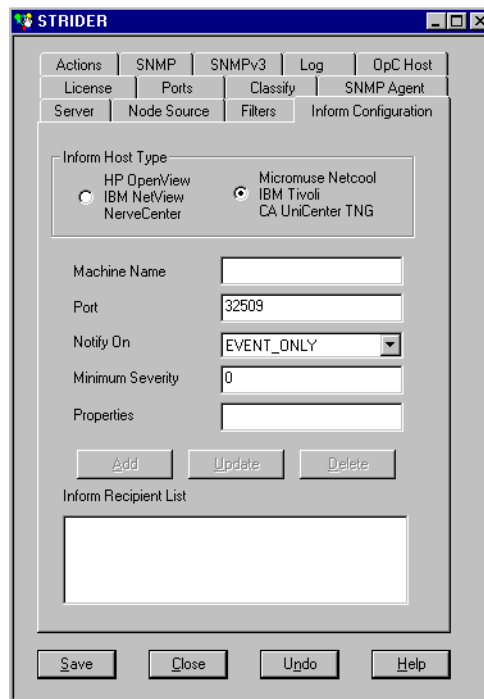 STRIDER
Actions SNMP SNMPv3 Log OpC Host
License Ports Classify SNMP Agent
Server Node Source Filters Inform Configuration
Inform Host Type
HP OpenView
IBM NetView
NerveCenter
Micromuse Netcool
IBM Tivoli
CA UniCenter TNG
Machine Name
Port 32509
Notify On EVENT_ONLY
Minimum Severity 0
Properties
Add Update Delete
Inform Recipient List
Save Close Undo Help